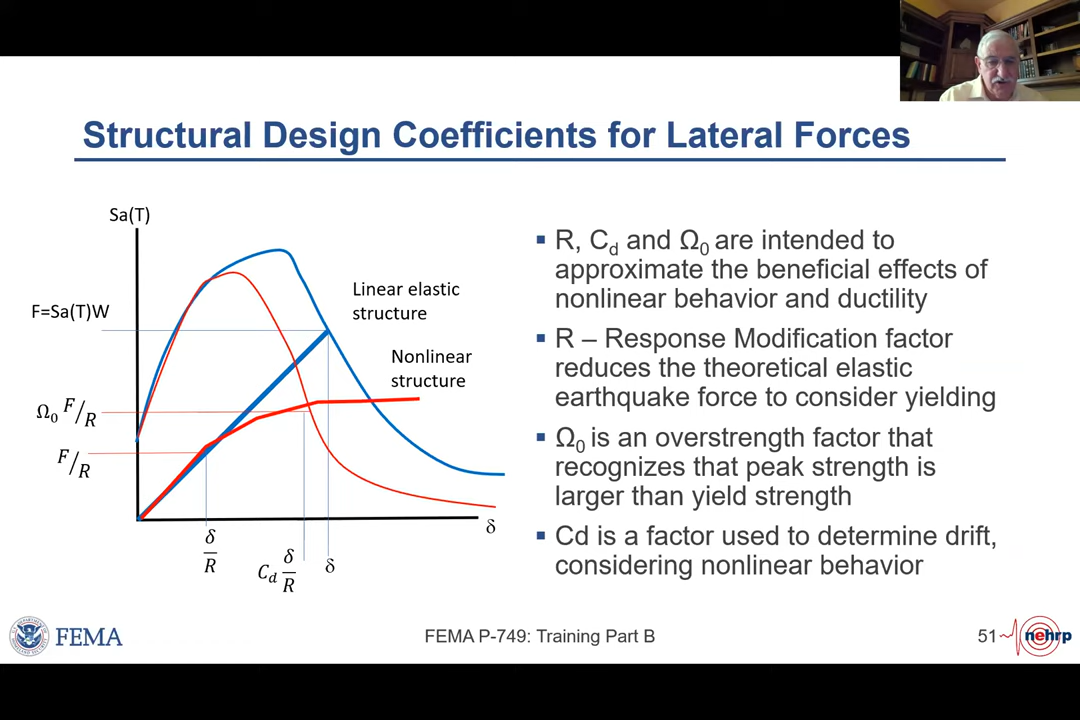 Structural Design Coefficients for Lateral Forces
Sa(T)
F=Sa(T)W
Ω₀ F/R
F/R
Linear elastic
structure
Nonlinear
structure
δ
δ/R
C_d δ/R
δ
▪ R, C_d and Ω₀ are intended to
approximate the beneficial effects of
nonlinear behavior and ductility
▪ R – Response Modification factor
reduces the theoretical elastic
earthquake force to consider yielding
▪ Ω₀ is an overstrength factor that
recognizes that peak strength is
larger than yield strength
▪ Cd is a factor used to determine drift,
considering nonlinear behavior
FEMA
FEMA P-749: Training Part B
51
nehrp